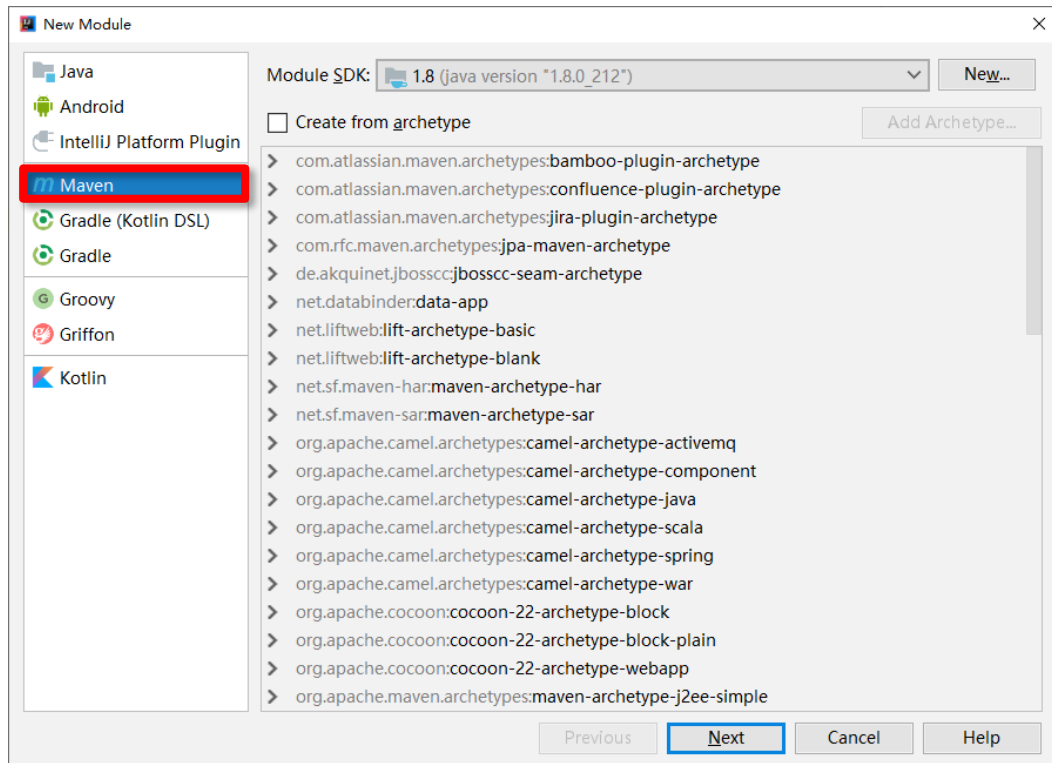 New Module
Java
Android
IntelliJ Platform Plugin
Maven
Gradle (Kotlin DSL)
Gradle
Groovy
Griffon
Kotlin
Module SDK: 1.8 (java version "1.8.0_212") New...
Create from archetype Add Archetype...
com.atlassian.maven.archetypes:bamboo-plugin-archetype
com.atlassian.maven.archetypes:confluence-plugin-archetype
com.atlassian.maven.archetypes:jira-plugin-archetype
com.rfc.maven.archetypes:jpa-maven-archetype
de.akquinet.jbosscc:jbosscc-seam-archetype
net.databinder:data-app
net.liftweb:lift-archetype-basic
net.liftweb:lift-archetype-blank
net.sf.maven-har:maven-archetype-har
net.sf.maven-sar:maven-archetype-sar
org.apache.camel.archetypes:camel-archetype-activemq
org.apache.camel.archetypes:camel-archetype-component
org.apache.camel.archetypes:camel-archetype-java
org.apache.camel.archetypes:camel-archetype-scala
org.apache.camel.archetypes:camel-archetype-spring
org.apache.camel.archetypes:camel-archetype-war
org.apache.cocoon:cocoon-22-archetype-block
org.apache.cocoon:cocoon-22-archetype-block-plain
org.apache.cocoon:cocoon-22-archetype-webapp
org.apache.maven.archetypes:maven-archetype-j2ee-simple
Previous Next Cancel Help